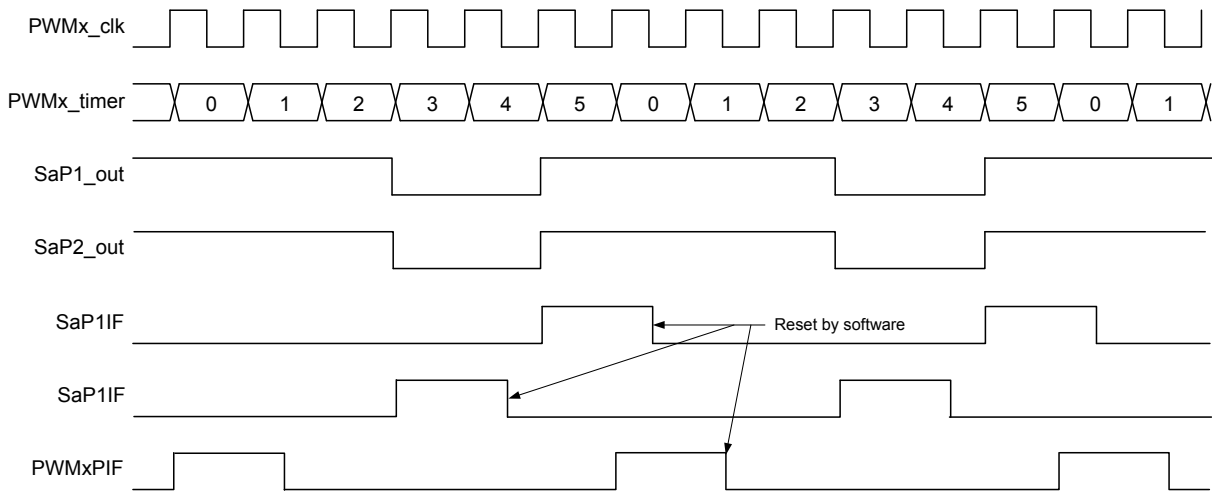 PWMx_clk
PWMx_timer 0 1 2 3 4 5 0 1 2 3 4 5 0 1
SaP1_out
SaP2_out
SaP1IF
Reset by software
SaP1IF
PWMxPIF